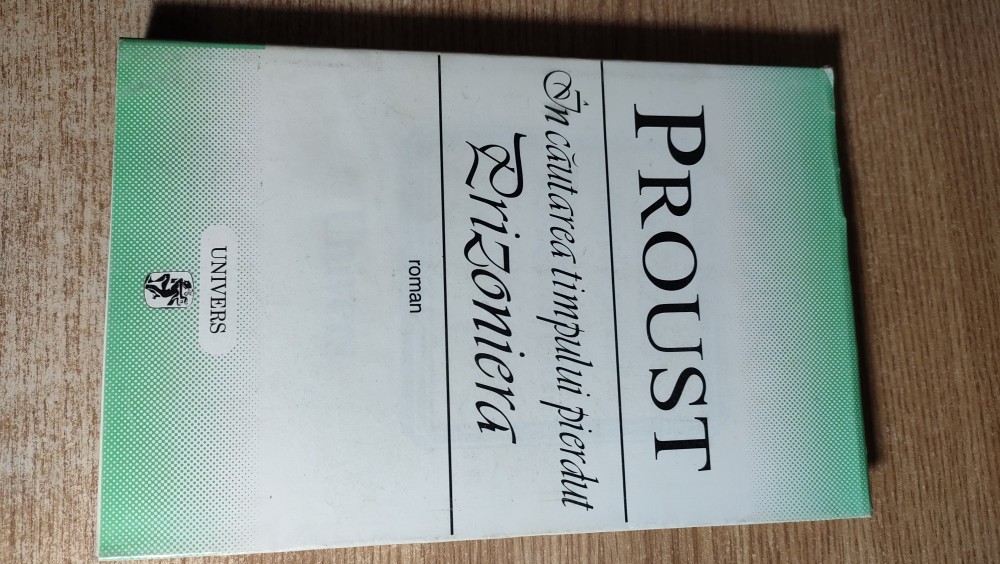 PROUST
În căutarea timpului pierdut
Prizoniera
roman
UNIVERS